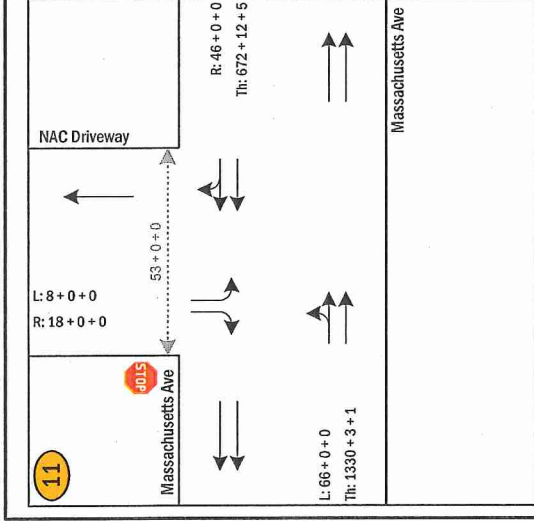 11
NAC Driveway
L: 8 + 0 + 0
R: 18 + 0 + 0
53 + 0 + 0
STOP
Massachusetts Ave
R: 46 + 0 + 0
Th: 672 + 12 + 5
L: 66 + 0 + 0
Th: 1330 + 3 + 1
Massachusetts Ave